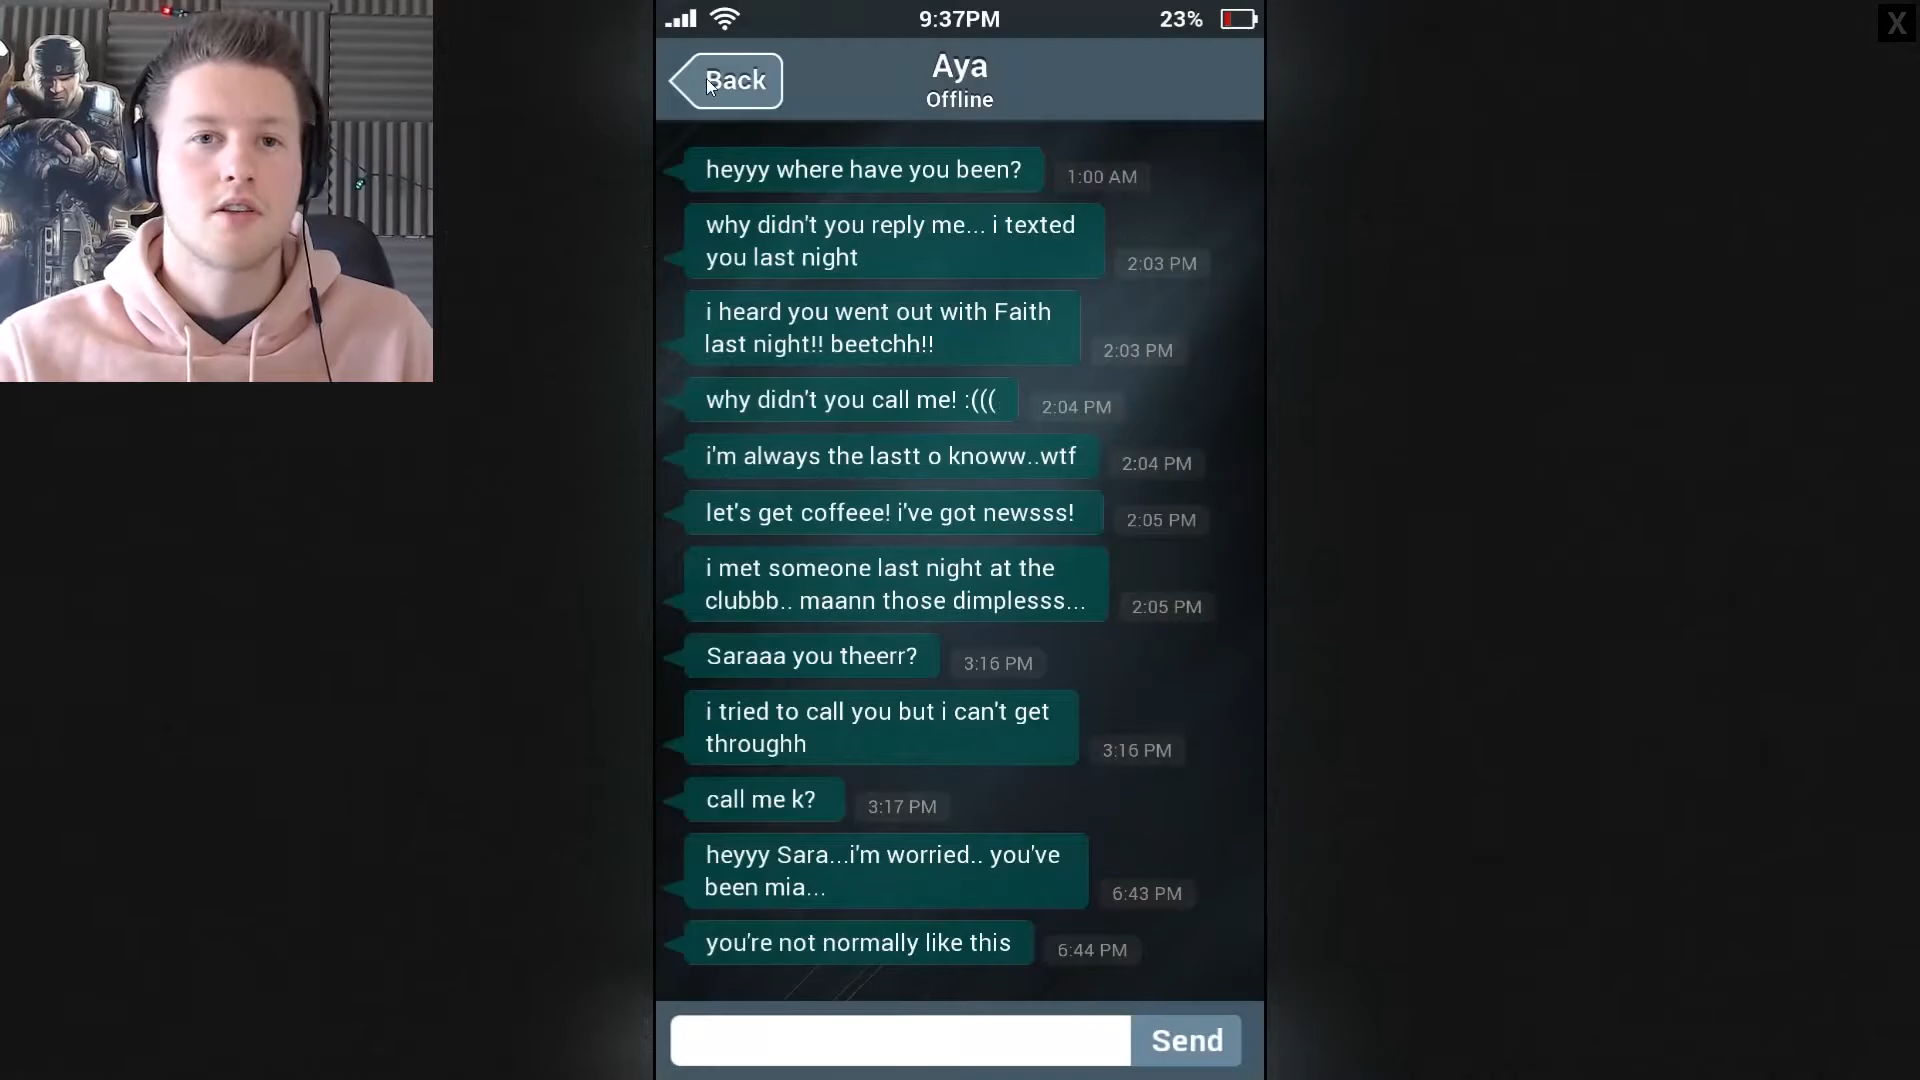 9:37PM
23%
X
Back
Aya
Offline
heyyy where have you been?
1:00 AM
why didn't you reply me... i texted
you last night
2:03 PM
i heard you went out with Faith
last night!! beetchh!!
2:03 PM
why didn't you call me! :(((
2:04 PM
i'm always the lastt o knoww..wtf
2:04 PM
let's get coffeee! i've got newsss!
2:05 PM
i met someone last night at the
clubbb.. maann those dimplesss...
2:05 PM
Saraaa you theerr?
3:16 PM
i tried to call you but i can't get
throughh
3:16 PM
call me k?
3:17 PM
heyyy Sara...i'm worried.. you've
been mia...
6:43 PM
you're not normally like this
6:44 PM
Send